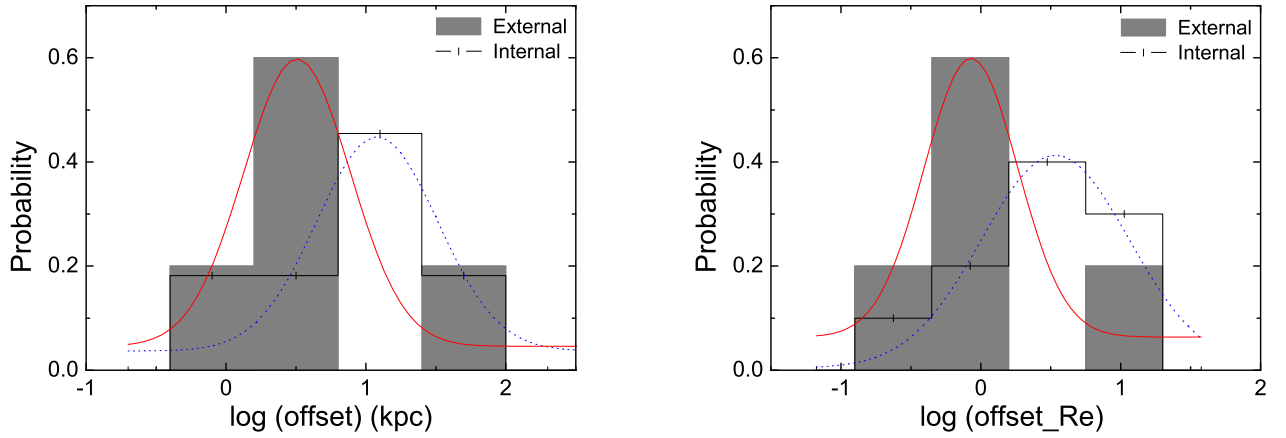 External
Internal
0.6
0.4
0.2
0.0
Probability
-1
0
1
2
log (offset) (kpc)
External
Internal
0.6
0.4
0.2
0.0
Probability
-1
0
1
2
log (offset_Re)